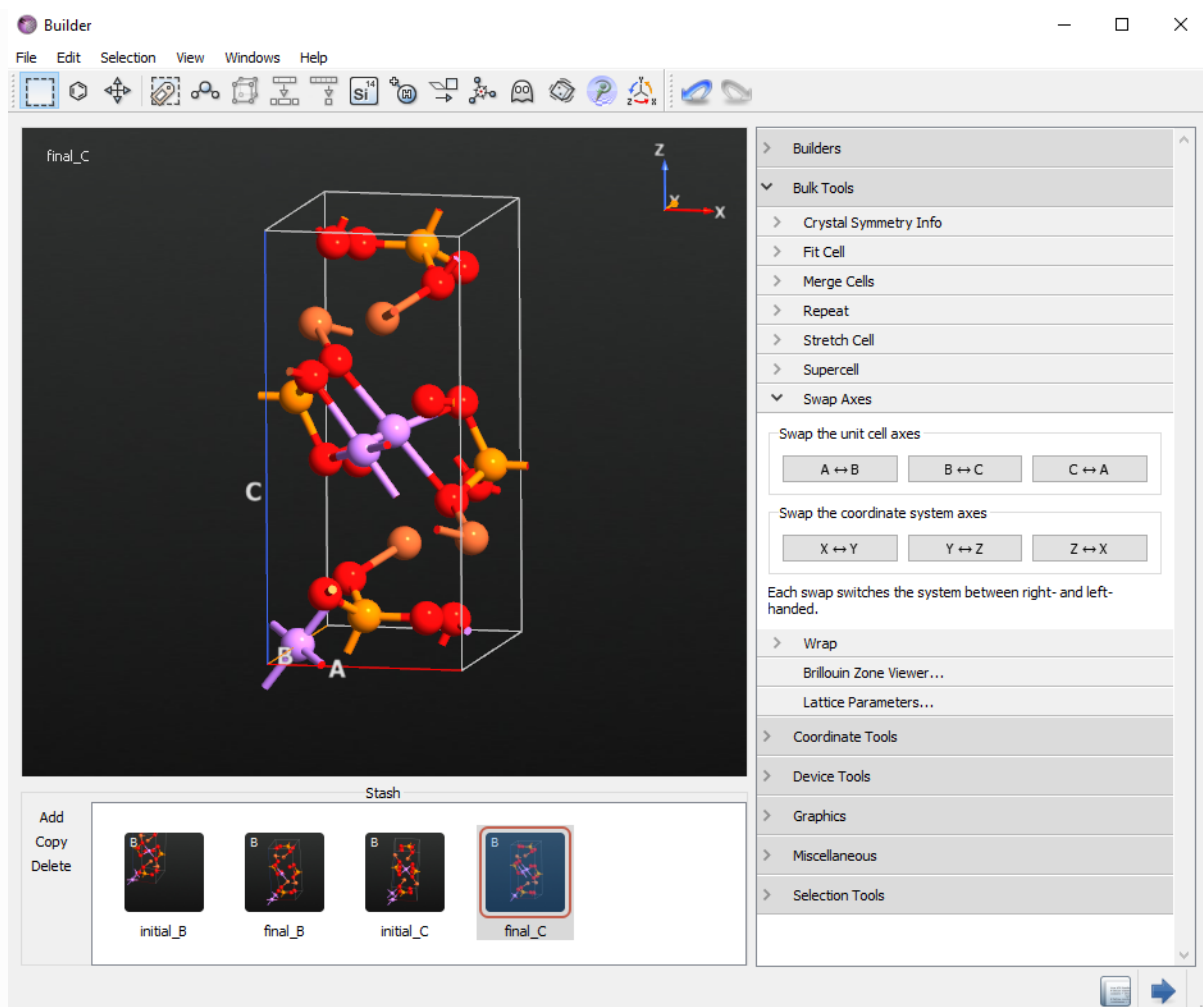 Builder
File Edit Selection View Windows Help
Si 14
H
?
Y
Z X
final_C
Z
Y
X
C
B
A
Builders
Bulk Tools
Crystal Symmetry Info
Fit Cell
Merge Cells
Repeat
Stretch Cell
Supercell
Swap Axes
Swap the unit cell axes
A ↔ B B ↔ C C ↔ A
Swap the coordinate system axes
X ↔ Y Y ↔ Z Z ↔ X
Each swap switches the system between right- and left-
handed.
Wrap
Brillouin Zone Viewer...
Lattice Parameters...
Coordinate Tools
Device Tools
Graphics
Miscellaneous
Selection Tools
Stash
Add
Copy
Delete
B B B B
initial_B final_B initial_C final_C